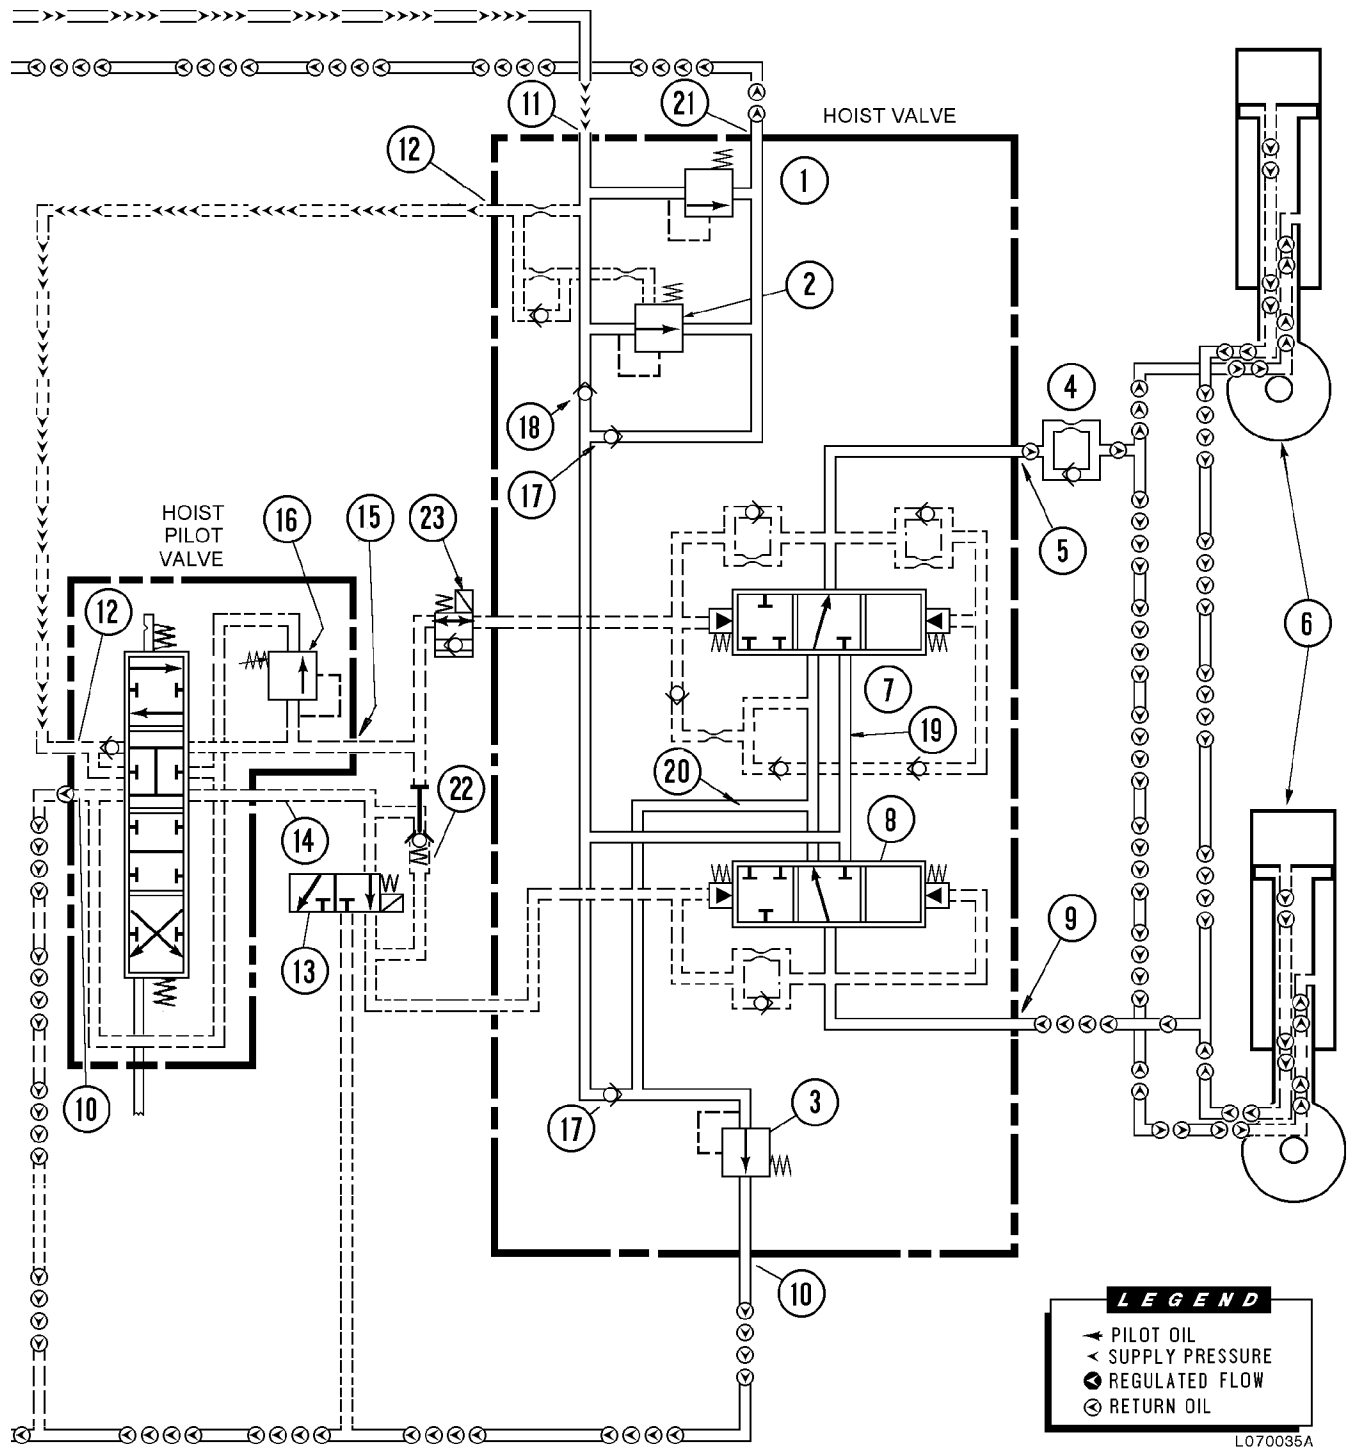 11
21
HOIST VALVE
12
1
2
4
18
17
5
HOIST
PILOT
VALVE
16
15
23
12
6
7
19
20
22
8
14
13
9
10
3
17
10
LEGEND
PILOT OIL
SUPPLY PRESSURE
REGULATED FLOW
RETURN OIL
L070035A